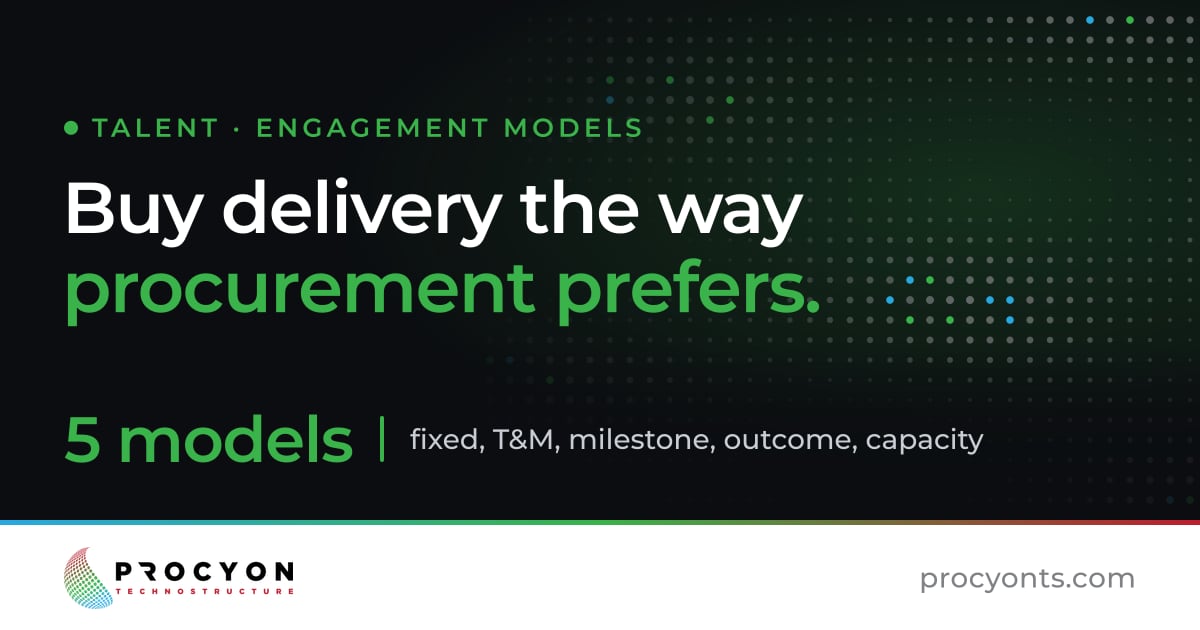 TALENT · ENGAGEMENT MODELS
Buy delivery the way
procurement prefers.
5 models
fixed, T&M, milestone, outcome, capacity
PROCYON
TECHNOSTRUCTURE
procyonts.com